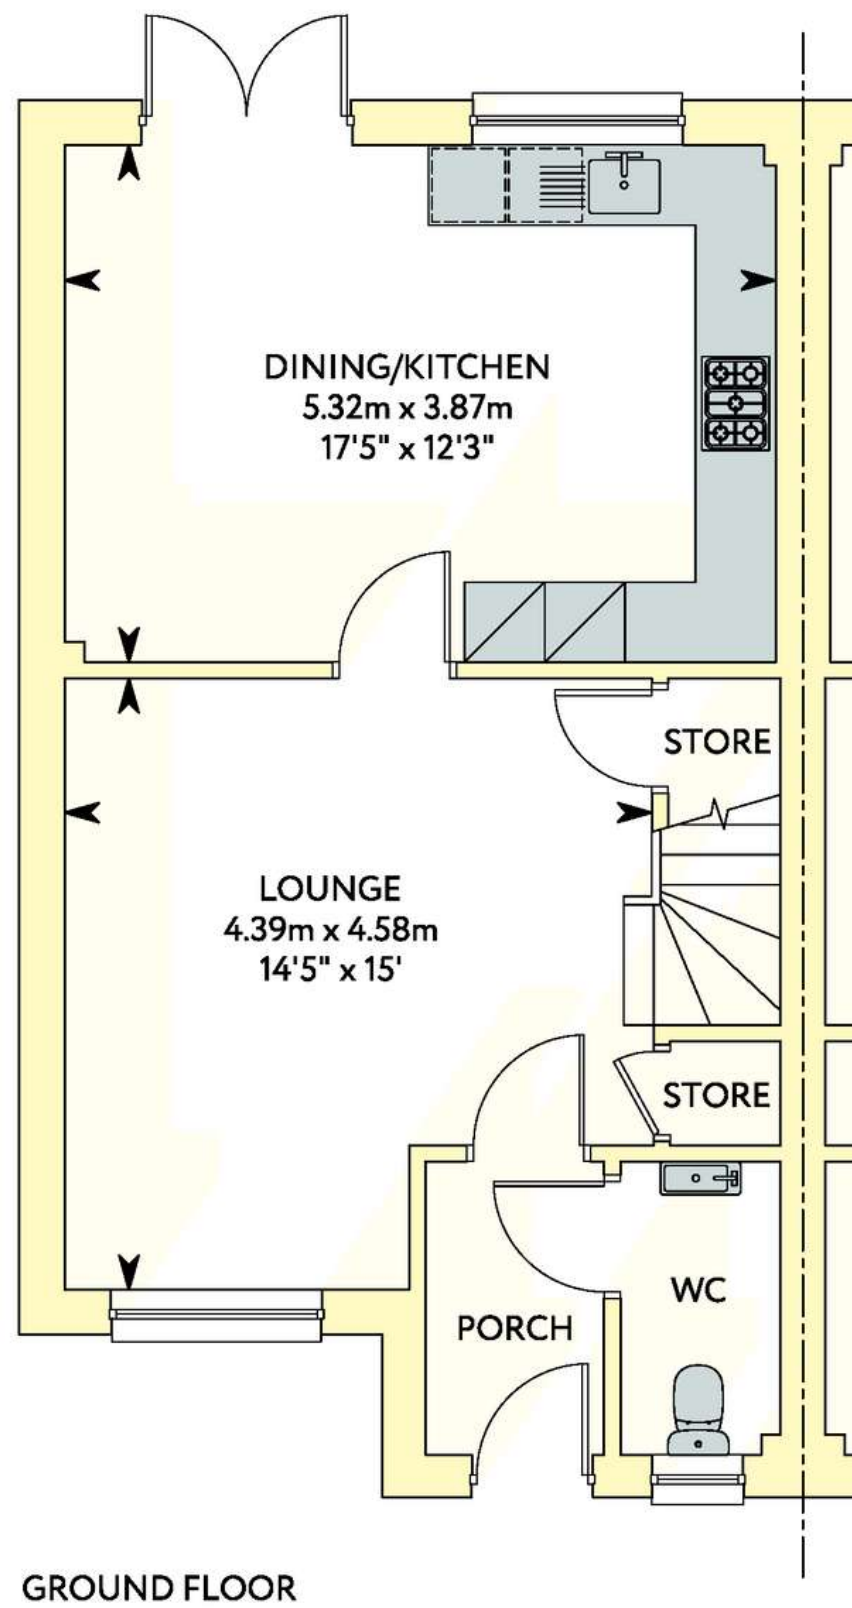 DINING/KITCHEN
5.32m x 3.87m
17'5" x 12'3"
STORE
LOUNGE
4.39m x 4.58m
14'5" x 15'
STORE
WC
PORCH
GROUND FLOOR